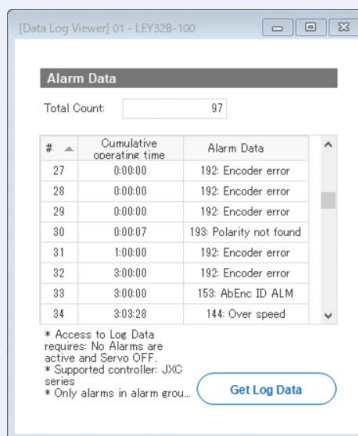 [Data Log Viewer] 01 - LEY32B-100
Alarm Data
Total Count: 97
# Cumulative operating time Alarm Data
27 0:00:00 192: Encoder error
28 0:00:00 192: Encoder error
29 0:00:00 192: Encoder error
30 0:00:07 193: Polarity not found
31 1:00:00 192: Encoder error
32 3:00:00 192: Encoder error
33 3:00:00 153: AbEnc ID ALM
34 3:03:28 144: Over speed
* Access to Log Data
requires: No Alarms are
active and Servo OFF.
* Supported controller: JXC
series
* Only alarms in alarm grou...
Get Log Data